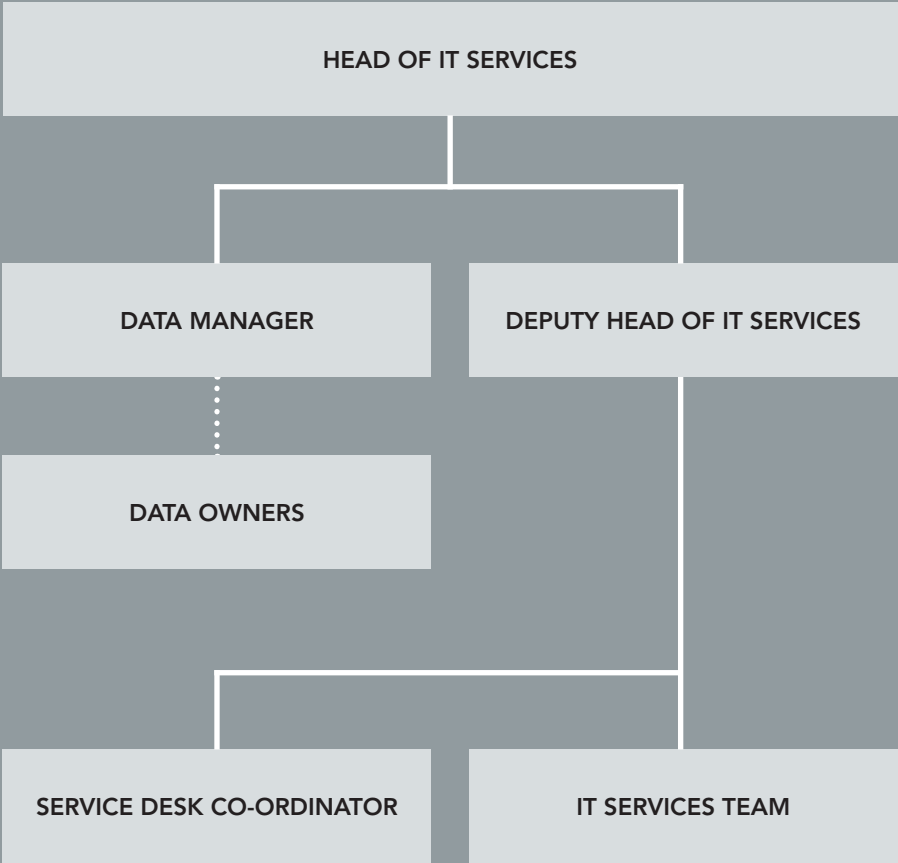 HEAD OF IT SERVICES
DATA MANAGER
DEPUTY HEAD OF IT SERVICES
DATA OWNERS
SERVICE DESK CO-ORDINATOR
IT SERVICES TEAM